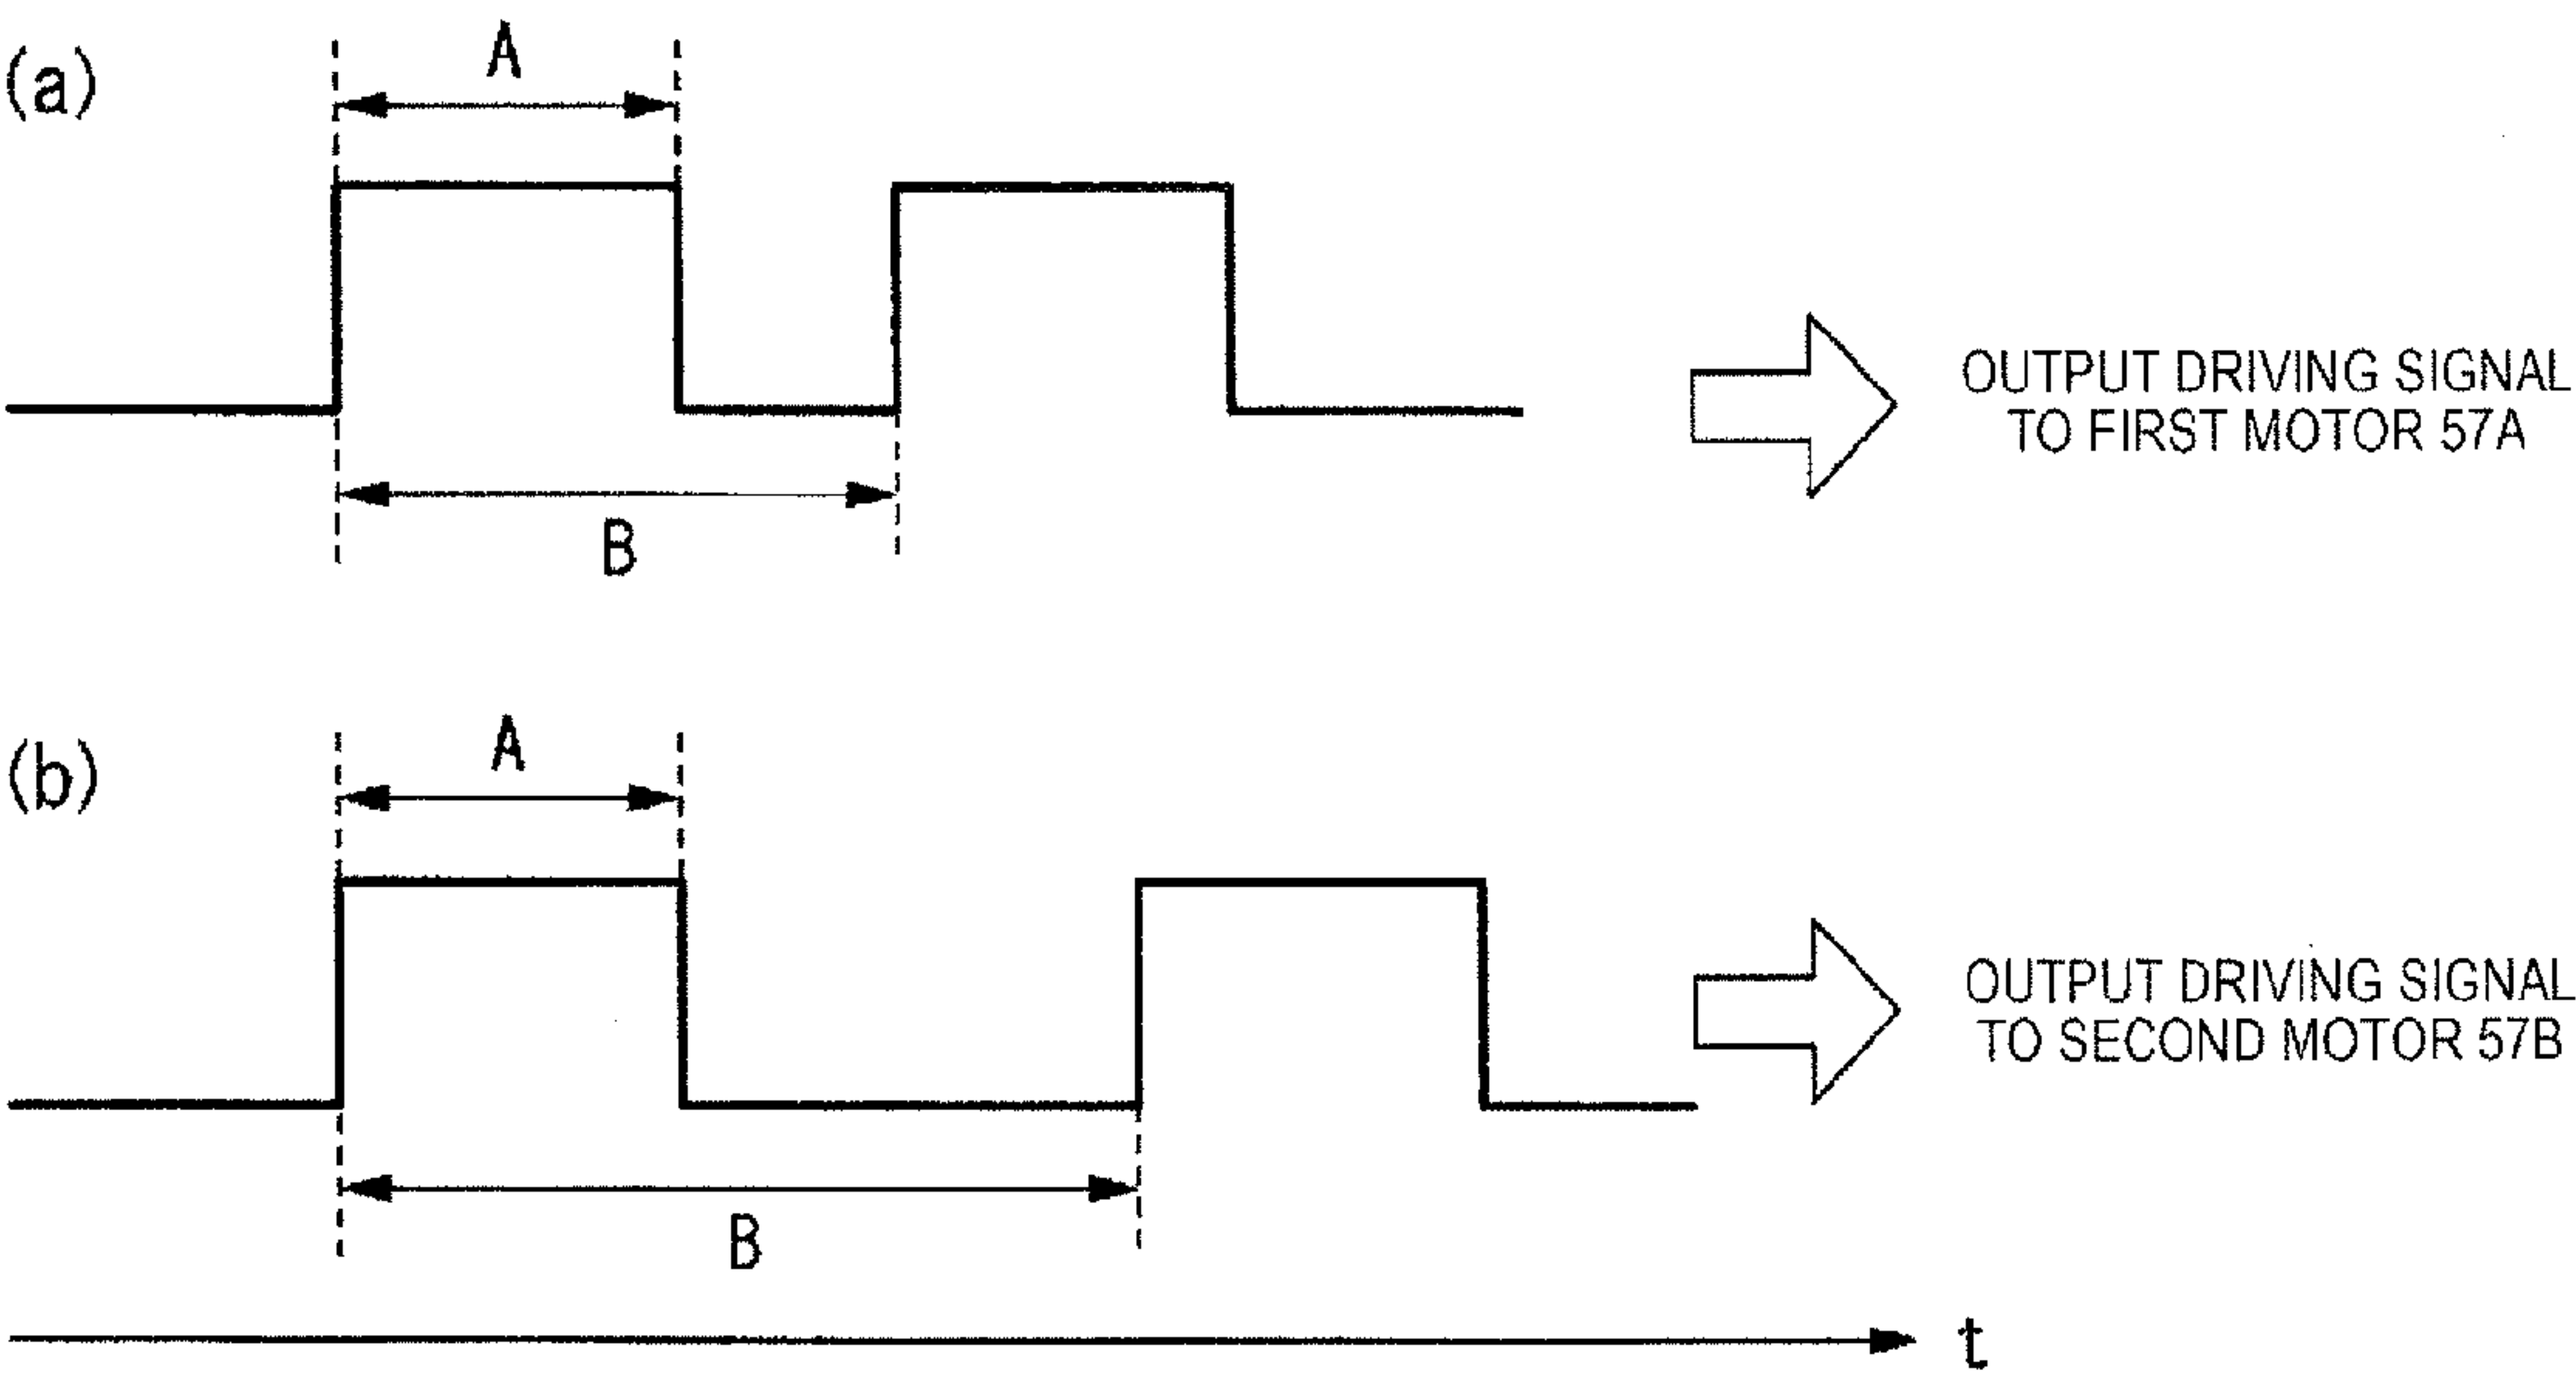 (a)
A
B
OUTPUT DRIVING SIGNAL
TO FIRST MOTOR 57A
(b)
A
B
OUTPUT DRIVING SIGNAL
TO SECOND MOTOR 57B
t